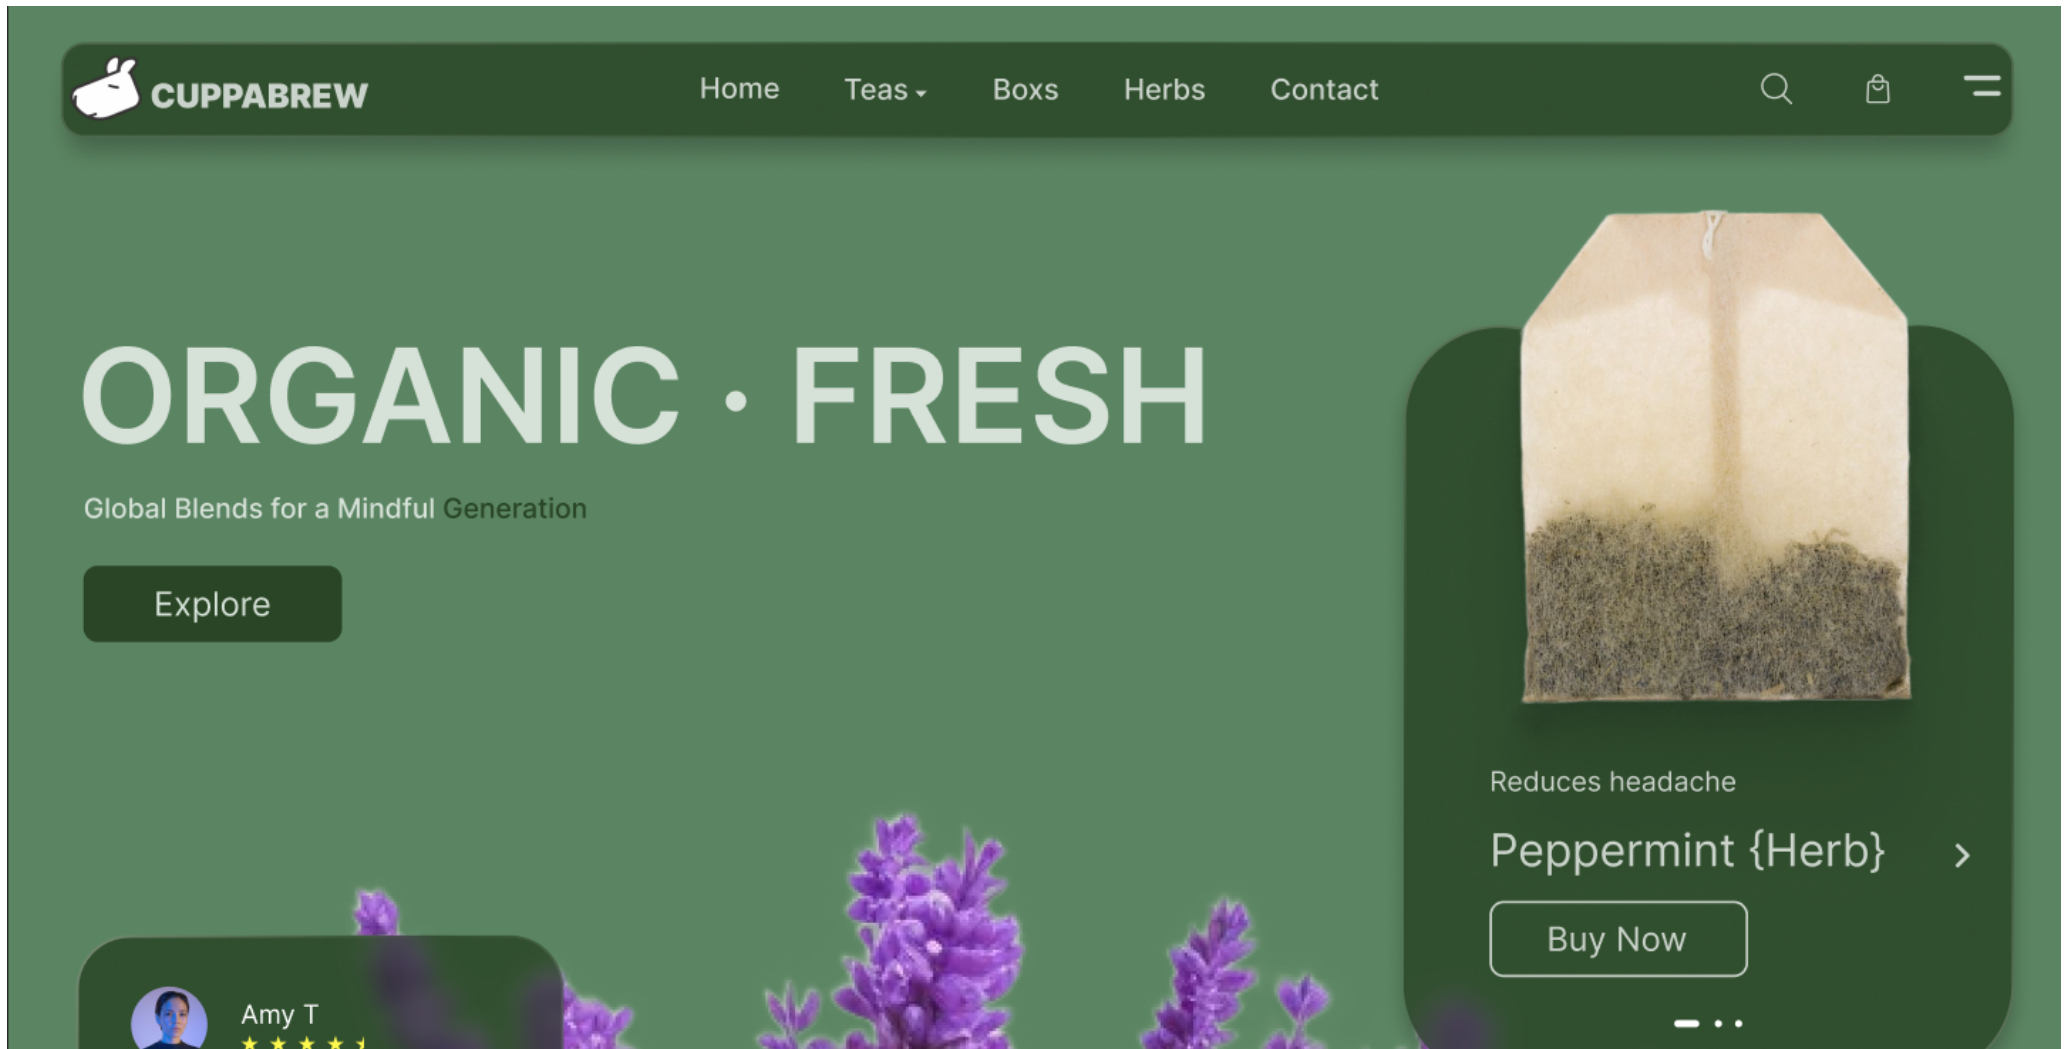 CUPPABREW
Home Teas Boxs Herbs Contact
ORGANIC • FRESH
Global Blends for a Mindful Generation
Explore
Reduces headache
Peppermint {Herb}
Buy Now
Amy T